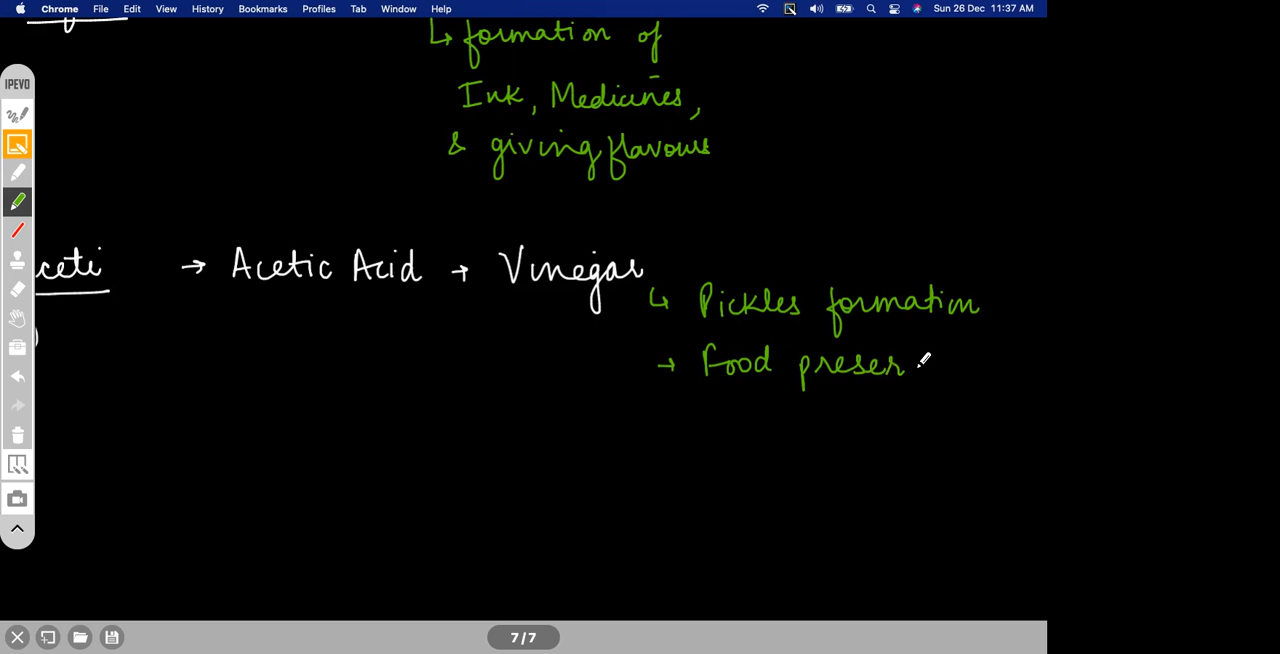 Chrome File Edit View History Bookmarks Profiles Tab Window Help Sun 26 Dec 11:37 AM
↳ formation of
IPEVO
Ink, Medicines,
& giving flavours
ceti → Acetic Acid → Vinegar
↳ Pickles formation
)
→ Food preser
7/7